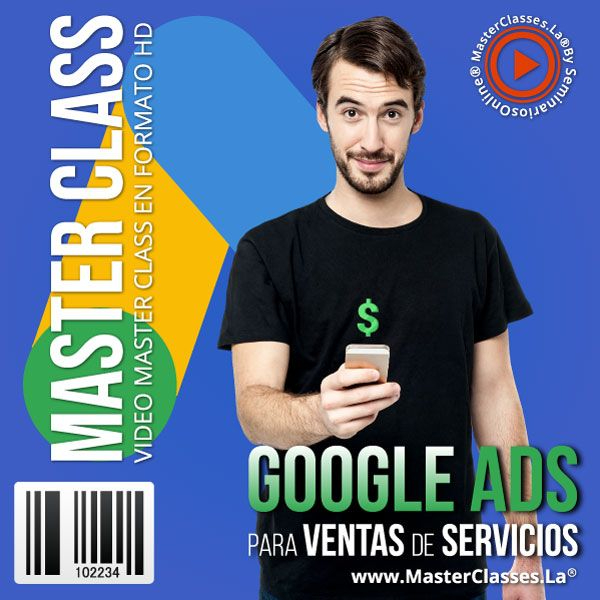 MASTER CLASS
VIDEO MASTER CLASS EN FORMATO HD
MasterClasses.La® By SeminariosOnline®
$
GOOGLE ADS
PARA VENTAS DE SERVICIOS
www.MasterClasses.La®
102234